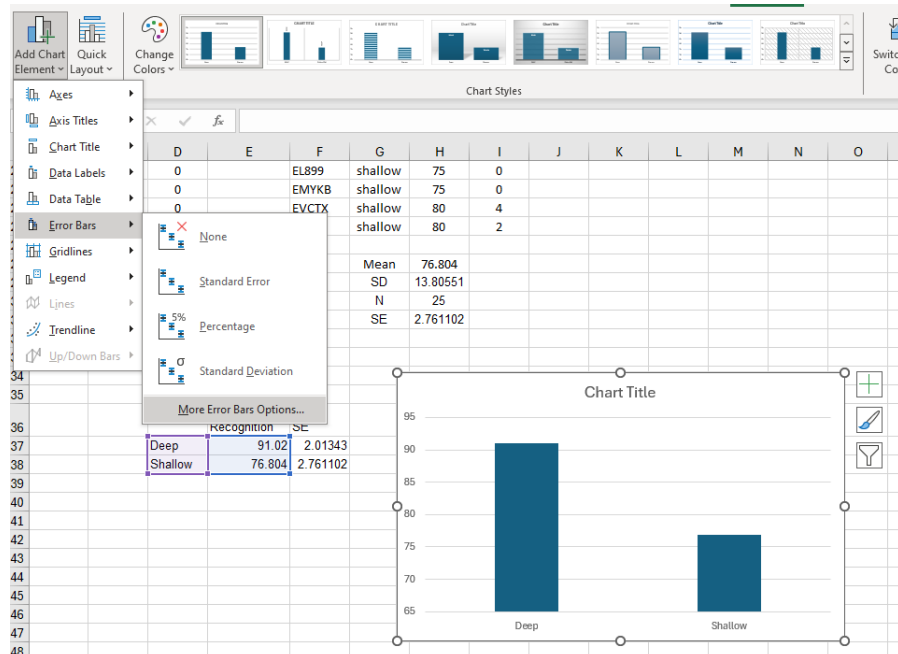 Add Chart Element
Quick Layout
Change Colors
Switc
Co
Chart Styles
Axes
Axis Titles
Chart Title
Data Labels
Data Table
Error Bars
Gridlines
Legend
Lines
Trendline
Up/Down Bars
None
Standard Error
5%
Percentage
σ
Standard Deviation
More Error Bars Options...
fx
D E F G H I J K L M N O
0 EL899 shallow 75 0
0 EMYKB shallow 75 0
0 EVCTX shallow 80 4
shallow 80 2
Mean 76.804
SD 13.80551
N 25
SE 2.761102
34
35
36 Recognition SE
37 Deep 91.02 2.01343
38 Shallow 76.804 2.761102
39
40
41
42
43
44
45
46
47
48
Chart Title
95
90
85
80
75
70
65
Deep Shallow